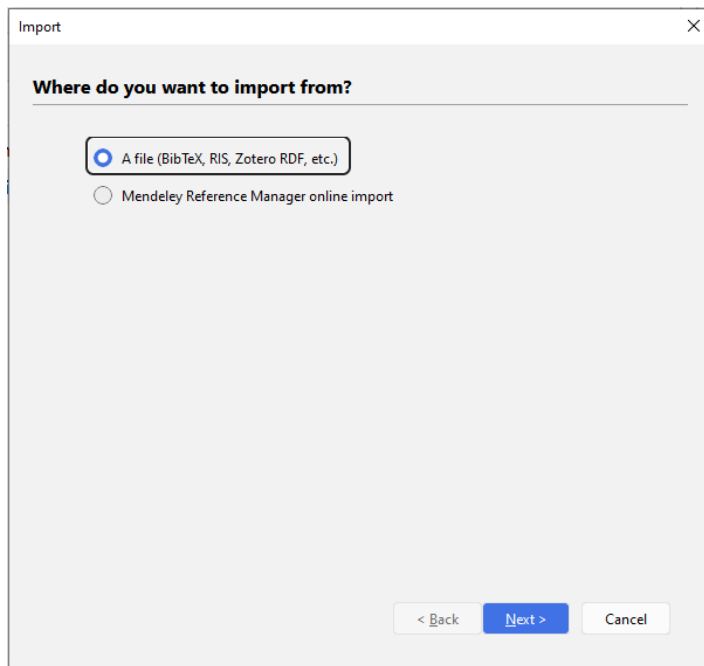 Import
Where do you want to import from?
A file (BibTeX, RIS, Zotero RDF, etc.)
Mendeley Reference Manager online import
< Back
Next >
Cancel